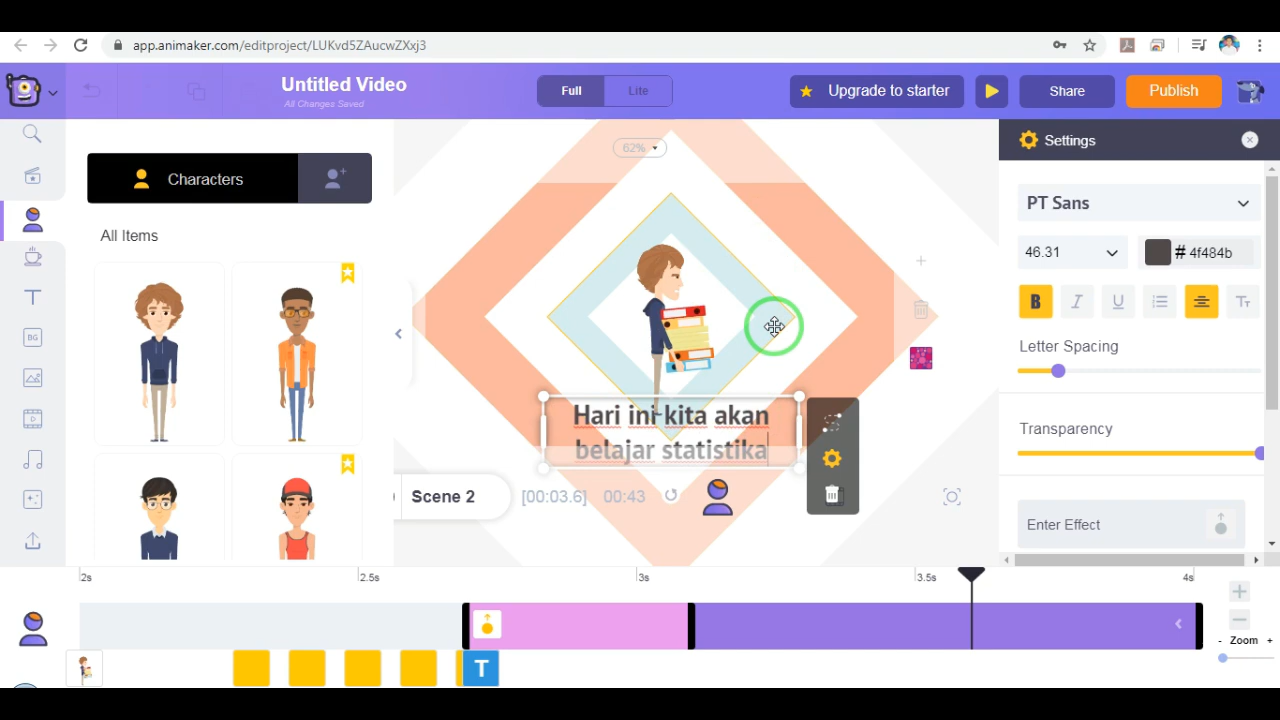 app.animaker.com/editproject/LUKvd5ZAucwZXxj3
Untitled Video
All Changes Saved
Full
Lite
Upgrade to starter
Share
Publish
Characters
All Items
62%
Settings
PT Sans
46.31
# 4f484b
B
I
U
Tт
Letter Spacing
Transparency
Enter Effect
T
BG
Hari ini kita akan
belajar statistika
Scene 2
[00:03.6]
00:43
2s
2.5s
3s
3.5s
4s
- Zoom +
T